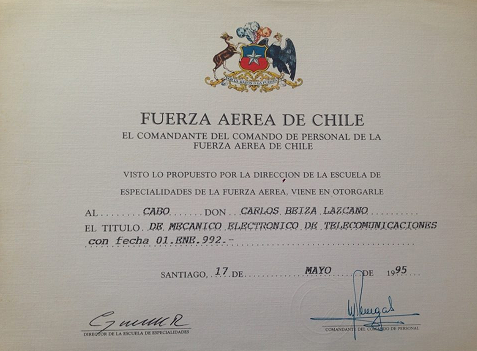 FUERZA AEREA DE CHILE
EL COMANDANTE DEL COMANDO DE PERSONAL DE LA
FUERZA AEREA DE CHILE
VISTO LO PROPUESTO POR LA DIRECCION DE LA ESCUELA DE
ESPECIALIDADES DE LA FUERZA AEREA, VIENE EN OTORGARLE
AL CABO DON CARLOS BEIZA LAZCANO
EL TITULO DE MECANICO ELECTRONICO DE TELECOMUNICACIONES
con fecha 01.ENE.992.-
SANTIAGO, 17 DE MAYO DE 1995
DIRECTOR DE LA ESCUELA DE ESPECIALIDADES
COMANDANTE DEL COMANDO DE PERSONAL